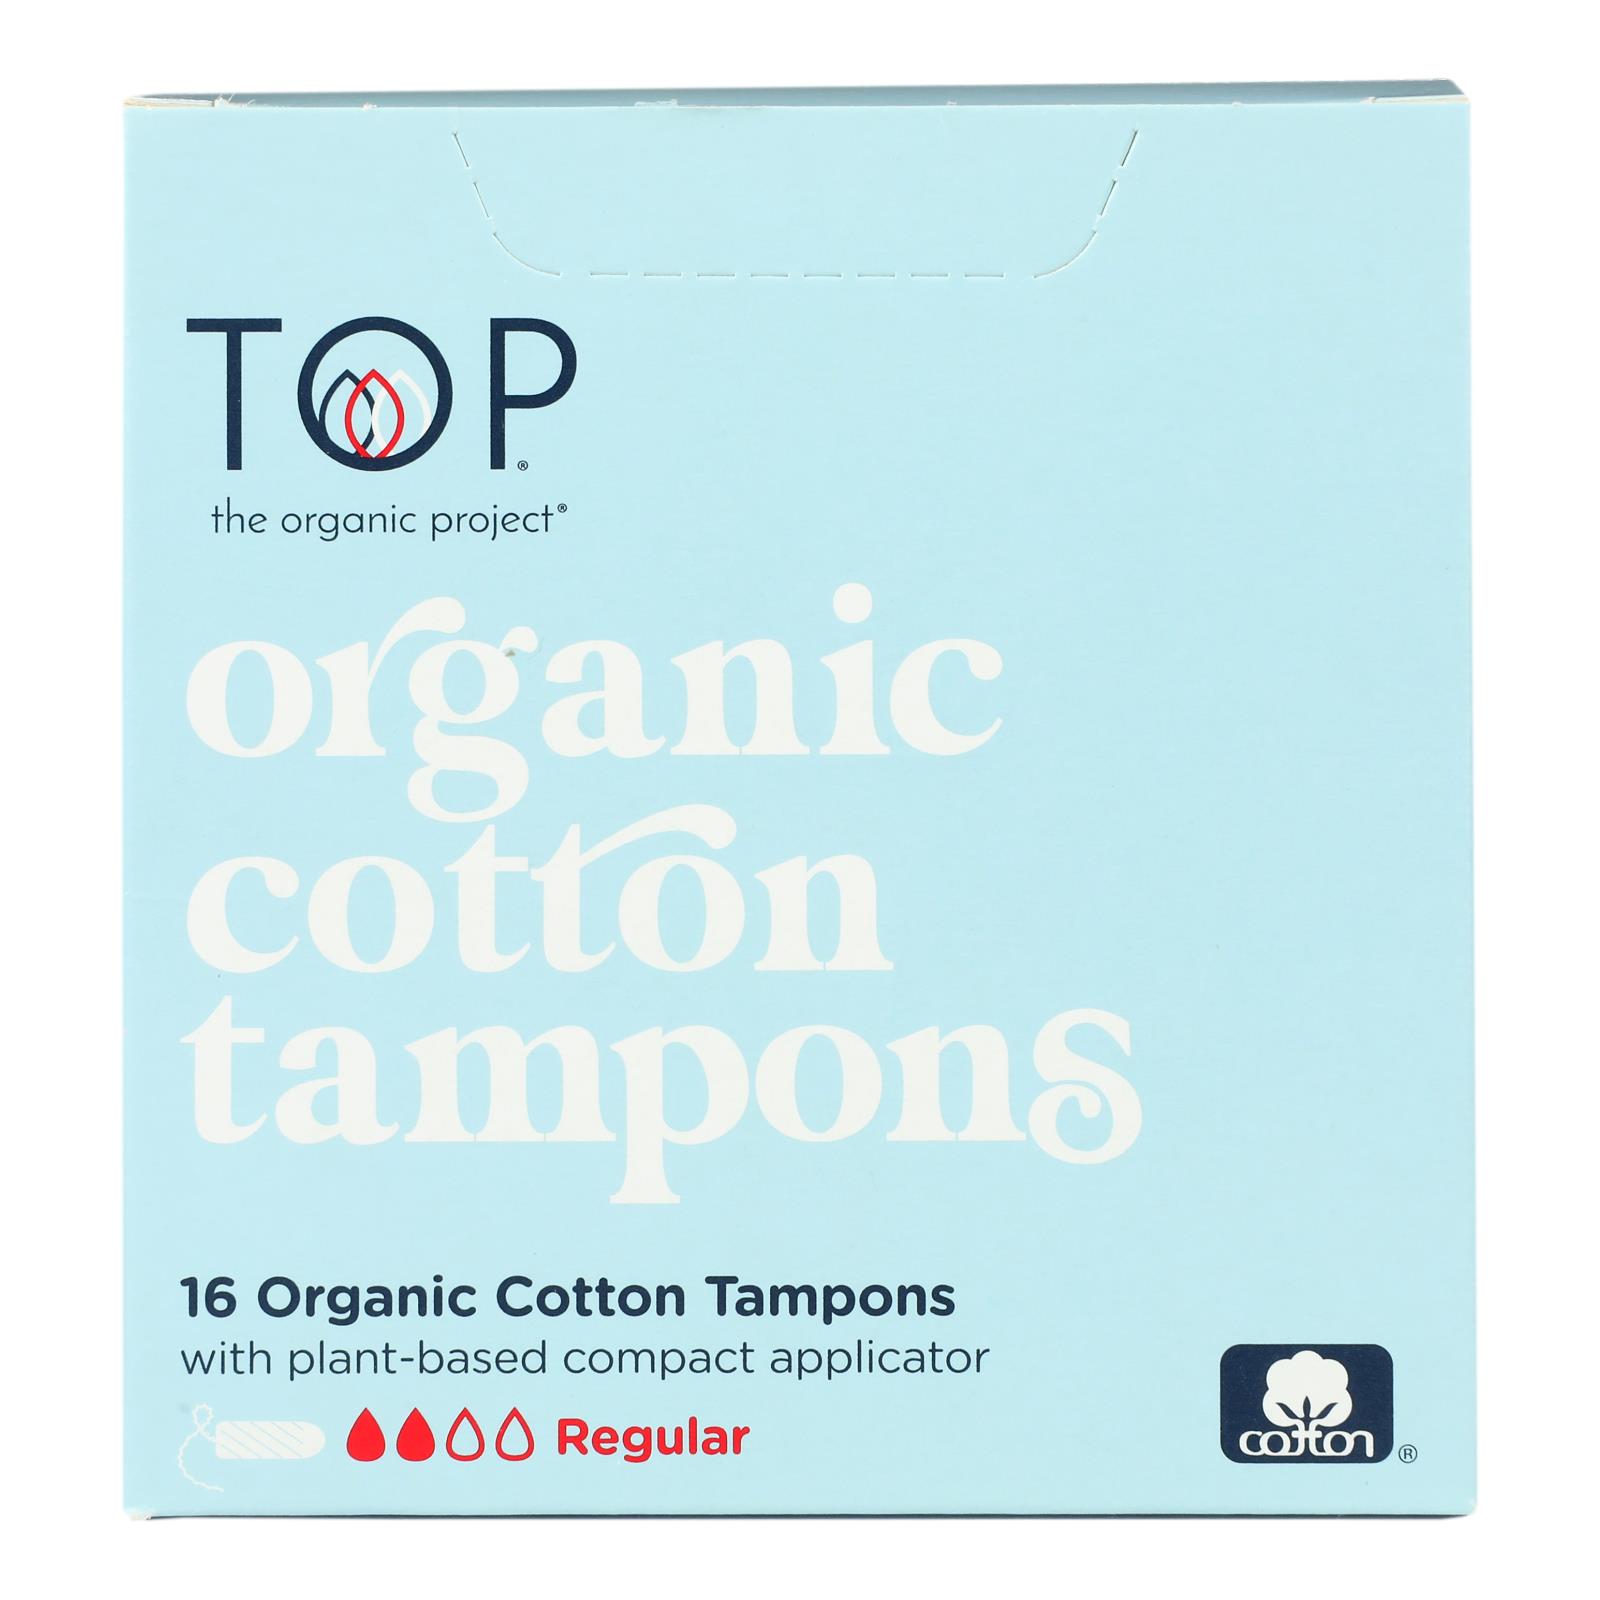 TOP®
the organic project®
organic
cotton
tampons
16 Organic Cotton Tampons
with plant-based compact applicator
Regular
cotton ®